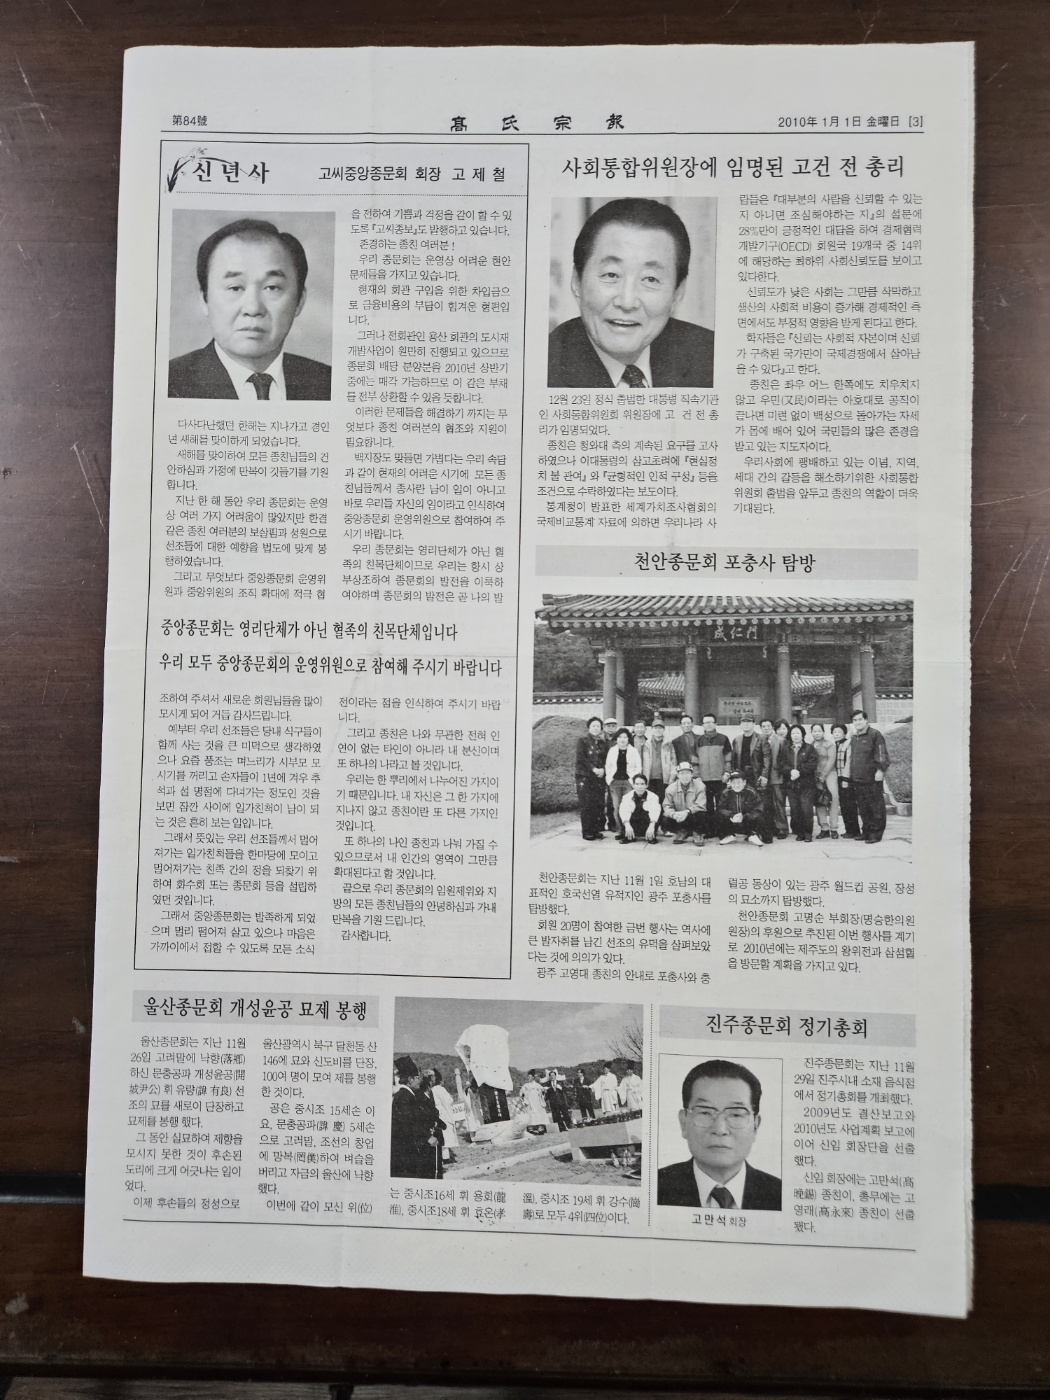 第84號
高氏宗報
2010年 1月 1日 金曜日 [3]
신년사
고씨중앙종문회 회장 고 제 철
다사다난했던 한해는 지나가고 경인
년 새해를 맞이하게 되었습니다.
새해를 맞이하여 모든 종친님들의 건
안하심과 가정에 만복이 깃들기를 기원
합니다.
지난 한 해 동안 우리 종문회는 운영
상 여러 가지 어려움이 많았지만 한결
같은 종친 여러분의 보살핌과 성원으로
선조들에 대한 예향을 법도에 맞게 봉
행하였습니다.
그리고 무엇보다 중앙종문회 운영위
원과 중앙위원의 조직 확대에 적극 협
을 전하여 기쁨과 걱정을 같이 할 수 있
도록 『고씨종보』도 발행하고 있습니다.
존경하는 종친 여러분!
우리 종문회는 운영상 어려운 현안
문제들을 가지고 있습니다.
현재의 회관 구입을 위한 차입금으
로 금융비용의 부담이 힘겨운 형편입
니다.
그러나 전회관인 용산 회관의 도시재
개발사업이 원만히 진행되고 있으므로
종문회 배당 분양분을 2010년 상반기
중에는 매각 가능하므로 이 같은 부채
를 전부 상환할 수 있을 듯합니다.
이러한 문제들을 해결하기 까지는 무
엇보다 종친 여러분의 협조와 지원이
필요합니다.
백지장도 맞들면 가볍다는 우리 속담
과 같이 현재의 어려운 시기에 모든 종
친님들께서 종사란 남이 일이 아니고
바로 우리들 자신의 일이라고 인식하여
중앙종문회 운영위원으로 참여하여 주
시기 바랍니다.
우리 종문회는 영리단체가 아닌 혈
족의 친목단체이므로 우리는 항시 상
부상조하여 종문회의 발전을 이룩하
여야하며 종문회의 발전은 곧 나의 발
중앙종문회는 영리단체가 아닌 혈족의 친목단체입니다
우리 모두 중앙종문회의 운영위원으로 참여해 주시기 바랍니다
조하여 주셔서 새로운 회원님들을 많이
모시게 되어 거듭 감사드립니다.
예부터 우리 선조들은 당내 식구들이
함께 사는 것을 큰 미덕으로 생각하였
으나 요즘 풍조는 며느리가 시부모 모
시기를 꺼리고 손자들이 1년에 겨우 추
석과 설 명절에 다녀가는 정도인 것을
보면 잠깐 사이에 일가친척이 남이 되
는 것은 흔히 보는 일입니다.
그래서 뜻있는 우리 선조들께서 멀어
져가는 일가친척들을 한마당에 모이고
멀어져가는 친족 간의 정을 되찾기 위
하여 화수회 또는 종문회 등을 설립하
였던 것입니다.
그래서 중앙종문회는 발족하게 되었
으며 멀리 떨어져 살고 있으나 마음은
가까이에서 접할 수 있도록 모든 소식
전이라는 점을 인식하여 주시기 바랍
니다.
그리고 종친은 나와 무관한 전혀 인
연이 없는 타인이 아니라 내 분신이며
또 하나의 나라고 볼 것입니다.
우리는 한 뿌리에서 나누어진 가지이
기 때문입니다. 내 자신은 그 한 가지에
지나지 않고 종친이란 또 다른 가지인
것입니다.
또 하나의 나인 종친과 나눠 가질 수
있으므로서 내 인간의 영역이 그만큼
확대된다고 할 것입니다.
끝으로 우리 종문회의 임원제위와 지
방의 모든 종친님들의 안녕하심과 가내
만복을 기원 드립니다.
감사합니다.
사회통합위원장에 임명된 고건 전 총리
12월 23일 정식 출범한 대통령 직속기관
인 사회통합위원회 위원장에 고 건 전 총
리가 임명되었다.
종친은 청와대 측의 계속된 요구를 고사
하였으나 이대통령의 삼고초려에 『현실정
치 불 관여』와 『균형적인 인적 구성』 등을
조건으로 수락하였다는 보도이다.
통계청이 발표한 세계가치조사협회의
국제비교통계 자료에 의하면 우리나라 사
람들은 『대부분의 사람을 신뢰할 수 있는
지 아니면 조심해야하는 지』의 설문에
28%만이 긍정적인 대답을 하여 경제협력
개발기구(OECD) 회원국 19개국 중 14위
에 해당하는 최하위 사회신뢰도를 보이고
있다한다.
신뢰도가 낮은 사회는 그만큼 삭막하고
생산의 사회적 비용이 증가해 경제적인 측
면에서도 부정적 영향을 받게 된다고 한다.
학자들은 『신뢰는 사회적 자본이며 신뢰
가 구축된 국가만이 국제경쟁에서 살아남
을 수 있다』고 한다.
종친은 좌우 어느 한쪽에도 치우치지
않고 우민(又民)이라는 아호대로 공직이
끝나면 미련 없이 백성으로 돌아가는 자세
가 몸에 배어 있어 국민들의 많은 존경을
받고 있는 지도자이다.
우리사회에 팽배하고 있는 이념, 지역,
세대 간의 갈등을 해소하기위한 사회통합
위원회 출범을 앞두고 종친의 역할이 더욱
기대된다.
천안종문회 포충사 탐방
成仁門
천안종문회는 지난 11월 1일 호남의 대
표적인 호국선열 유적지인 광주 포충사를
탐방했다.
회원 20명이 참여한 금번 행사는 역사에
큰 발자취를 남긴 선조의 유덕을 살펴보았
다는 것에 의의가 있다.
광주 고영대 종친의 안내로 포충사와 충
렬공 동상이 있는 광주 월드컵 공원, 장성
의 묘소까지 탐방했다.
천안종문회 고명순 부회장(명승한의원
원장)의 후원으로 추진된 이번 행사를 계기
로 2010년에는 제주도의 왕위전과 삼성혈
을 방문할 계획을 가지고 있다.
울산종문회 개성윤공 묘제 봉행
울산종문회는 지난 11월
26일 고려말에 낙향(落鄕)
하신 문충공파 개성윤공(開
城尹公) 휘 유량(諱 有良) 선
조의 묘를 새로이 단장하고
묘제를 봉행 했다.
그 동안 실묘하여 제향을
모시지 못한 것이 후손된
도리에 크게 어긋나는 일이
었다.
이제 후손들의 정성으로
울산광역시 북구 달천동 산
146에 묘와 신도비를 단장,
100여 명이 모여 제를 봉행
한 것이다.
공은 중시조 15세손 이
요, 문충공파(諱 慶) 5세손
으로 고려말, 조선의 창업
에 망복(罔僕)하여 벼슬을
버리고 자금의 울산에 낙향
했다.
이번에 같이 모신 위(位)
는 중시조16세 휘 용회(龍
淮), 중시조18세 휘 효온(孝
溫), 중시조 19세 휘 강수(崗
壽)로 모두 4위(四位)이다.
진주종문회 정기총회
고만석 회장
진주종문회는 지난 11월
29일 진주시내 소재 음식점
에서 정기총회를 개최했다.
2009년도 결산보고와
2010년도 사업계획 보고에
이어 신임 회장단을 선출
했다.
신임 회장에는 고만석(高
晩錫) 종친이, 총무에는 고
영래(高永來) 종친이 선출
됐다.